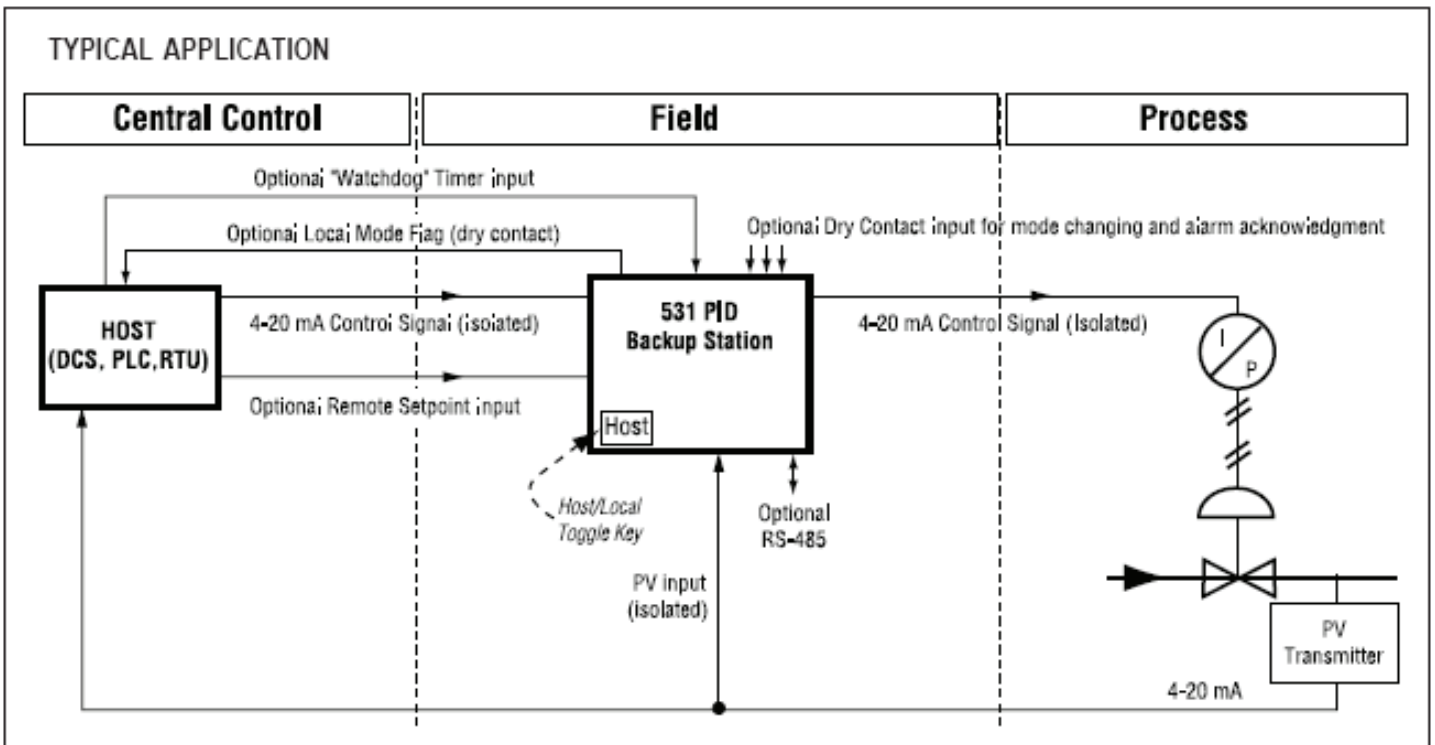 TYPICAL APPLICATION
Central Control
Field
Process
Optional "Watchdog" Timer input
Optional Local Mode Flag (dry contact)
Optional Dry Contact input for mode changing and alarm acknowledgment
HOST
(DCS, PLC,RTU)
4-20 mA Control Signal (isolated)
531 PID
Backup Station
4-20 mA Control Signal (Isolated)
I
P
Optional Remote Setpoint input
Host
Host/Local
Toggle Key
Optional
RS-485
PV input
(isolated)
PV
Transmitter
4-20 mA